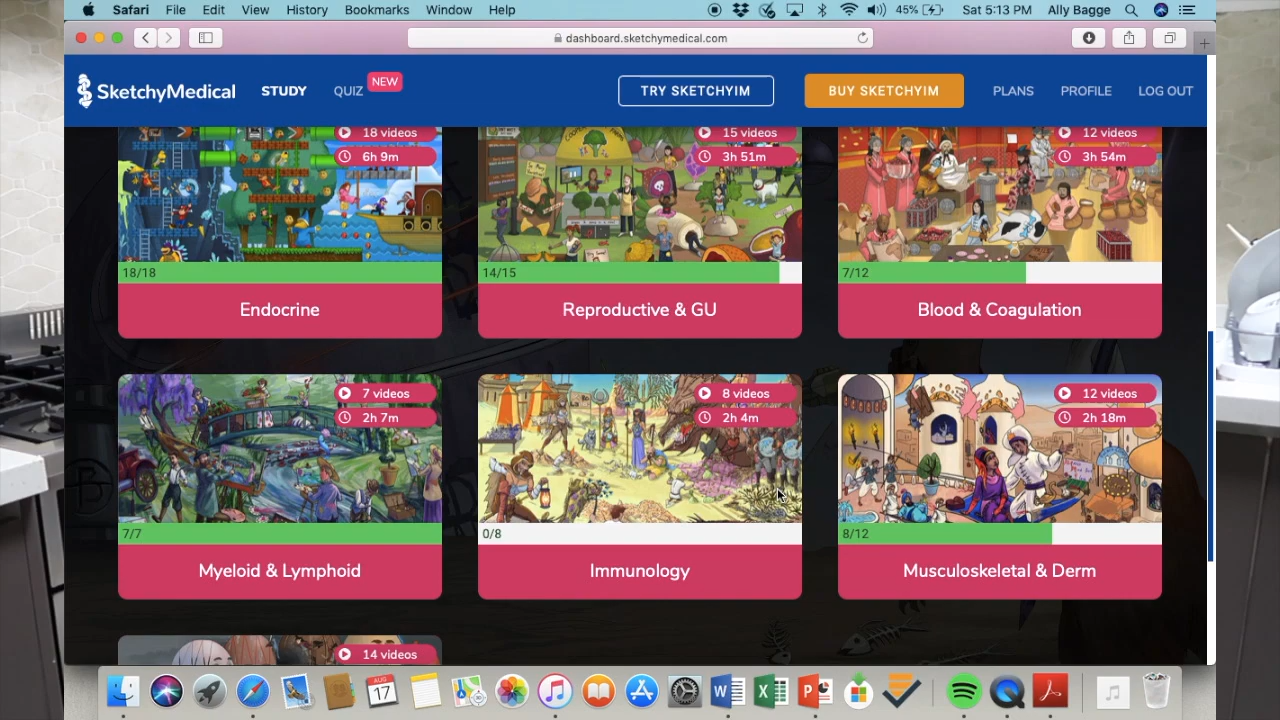 Safari File Edit View History Bookmarks Window Help 45% Sat 5:13 PM Ally Bagge
dashboard.sketchymedical.com
SketchyMedical STUDY QUIZ NEW TRY SKETCHYIM BUY SKETCHYIM PLANS PROFILE LOG OUT
18 videos 15 videos 12 videos
6h 9m 3h 51m 3h 54m
18/18 14/15 7/12
Endocrine Reproductive & GU Blood & Coagulation
7 videos 8 videos 12 videos
2h 7m 2h 4m 2h 18m
7/7 0/8 8/12
Myeloid & Lymphoid Immunology Musculoskeletal & Derm
14 videos
AUG
17